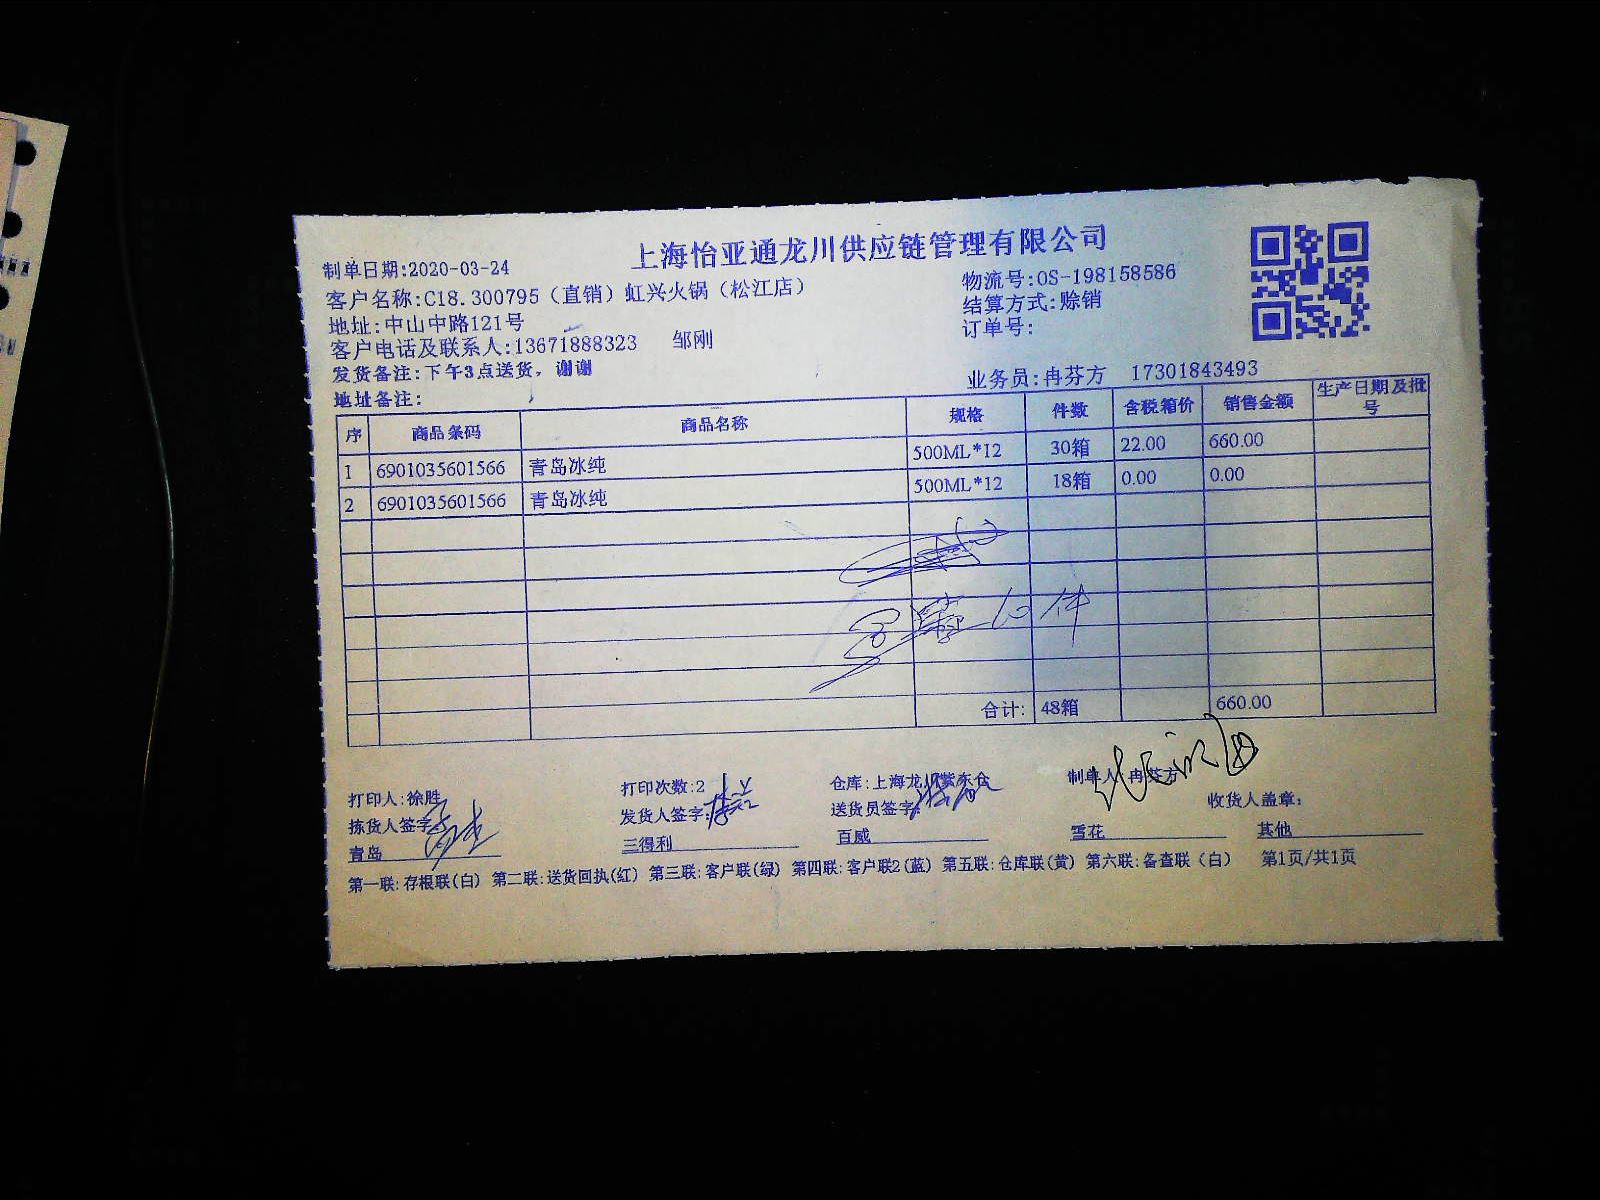 上海怡亚通龙川供应链管理有限公司
制单日期:2020-03-24
客户名称:C18.300795（直销）虹兴火锅（松江店） 物流号:OS-198158586
地址:中山中路121号 结算方式:赊销
客户电话及联系人:13671888323 邹刚 订单号:
发货备注:下午3点送货，谢谢 业务员:冉芬方 17301843493
地址备注:
序 商品条码 商品名称 规格 件数 含税箱价 销售金额 生产日期及批号
1 6901035601566 青岛冰纯 500ML*12 30箱 22.00 660.00
2 6901035601566 青岛冰纯 500ML*12 18箱 0.00 0.00
10件
合计: 48箱 660.00
打印人:徐胜 打印次数:2 仓库:上海龙川紫东仓 制单人 冉芬方
拣货人签字 发货人签字: 送货员签字 收货人盖章:
青岛 三得利 百威 雪花 其他
第一联:存根联(白) 第二联:送货回执(红) 第三联:客户联(绿) 第四联:客户联2(蓝) 第五联:仓库联(黄) 第六联:备查联（白） 第1页/共1页